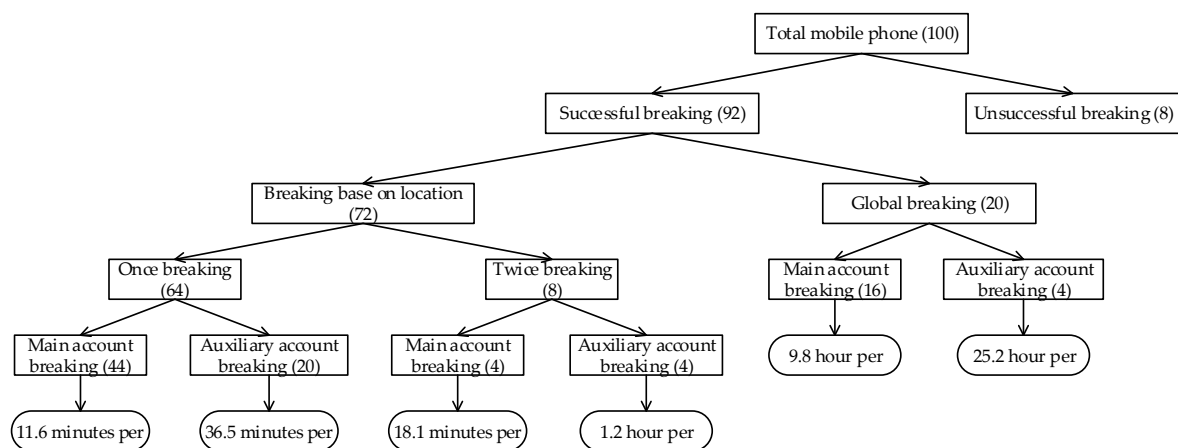 Total mobile phone (100)
Successful breaking (92)
Unsuccessful breaking (8)
Breaking base on location
(72)
Global breaking (20)
Once breaking
(64)
Twice breaking
(8)
Main account
breaking (16)
Auxiliary account
breaking (4)
Main account
breaking (44)
Auxiliary account
breaking (20)
Main account
breaking (4)
Auxiliary account
breaking (4)
9.8 hour per
25.2 hour per
11.6 minutes per
36.5 minutes per
18.1 minutes per
1.2 hour per